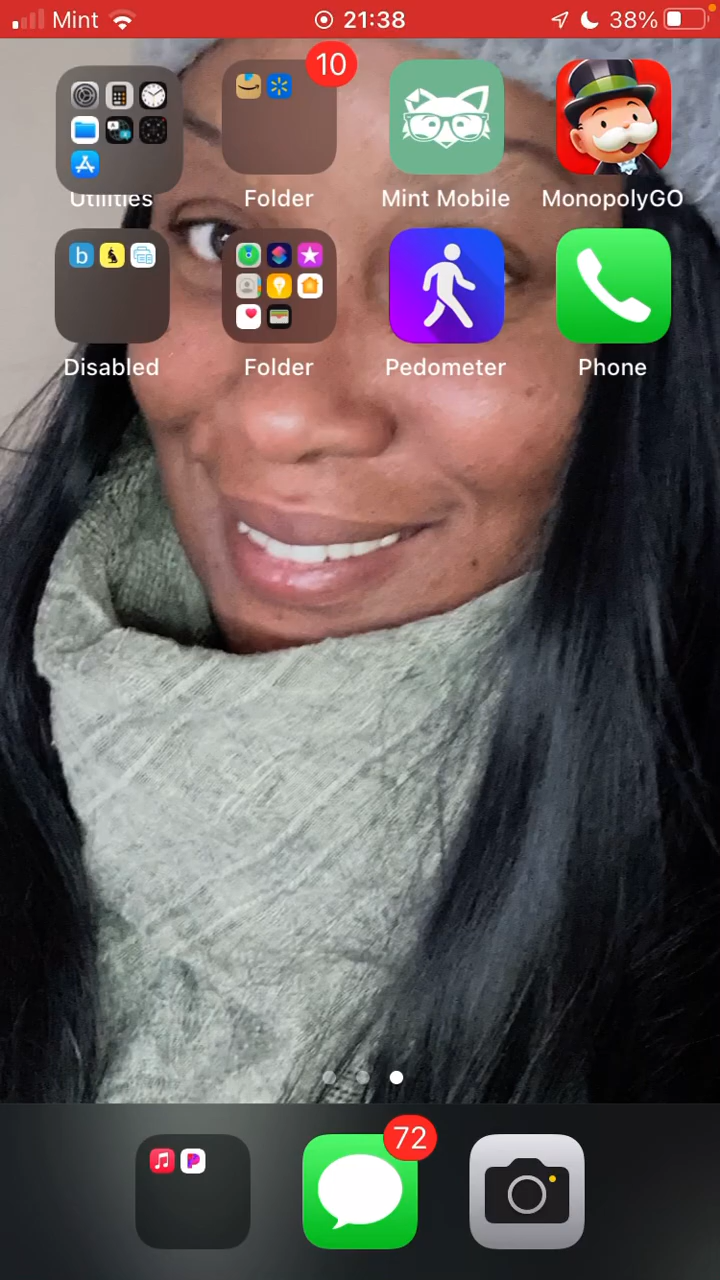 Mint 21:38 38%
10
Utilities Folder Mint Mobile MonopolyGO
b
Disabled Folder Pedometer Phone
72